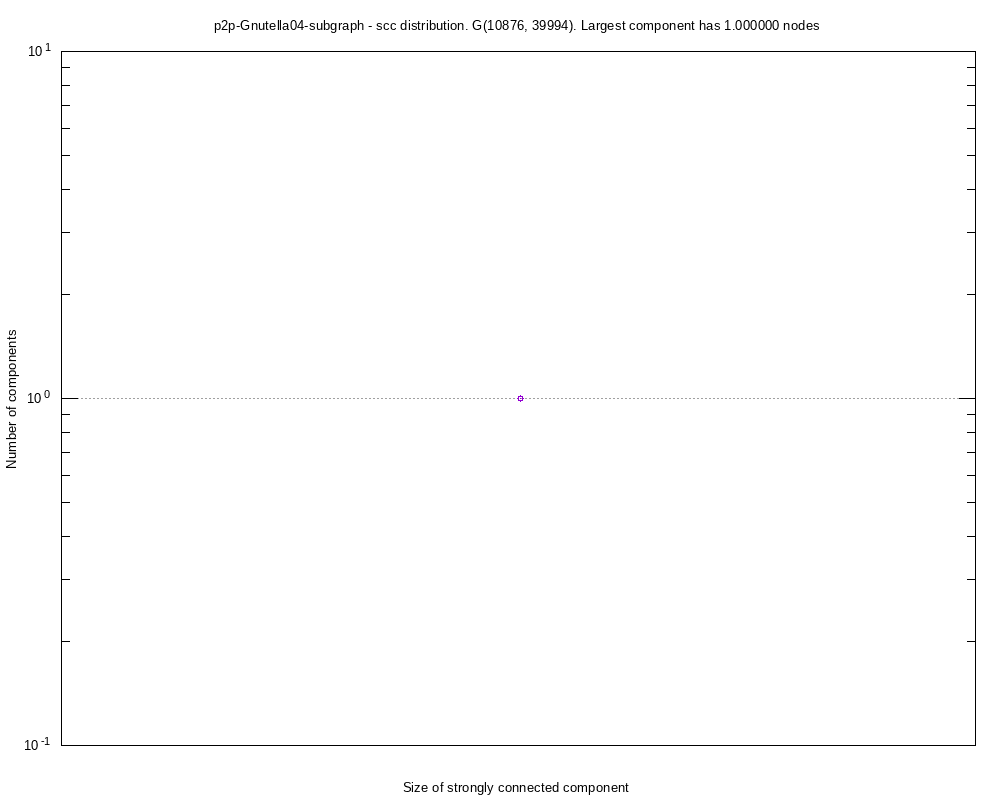 p2p-Gnutella04-subgraph - scc distribution. G(10876, 39994). Largest component has 1.000000 nodes
10^1
10^0
10^-1
Number of components
Size of strongly connected component